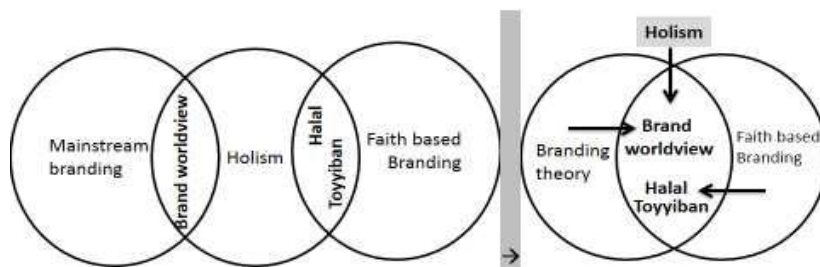 Mainstream
branding
Brand worldview
Holism
Halal
Toyyiban
Faith based
Branding
Holism
Branding
theory
Brand
worldview
Halal
Toyyiban
Faith based
Branding